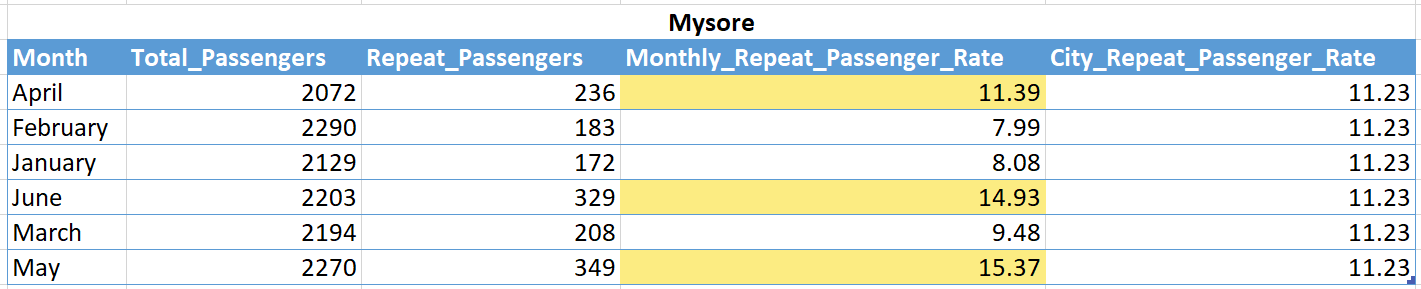 Mysore
Month Total_Passengers Repeat_Passengers Monthly_Repeat_Passenger_Rate City_Repeat_Passenger_Rate
April 2072 236 11.39 11.23
February 2290 183 7.99 11.23
January 2129 172 8.08 11.23
June 2203 329 14.93 11.23
March 2194 208 9.48 11.23
May 2270 349 15.37 11.23